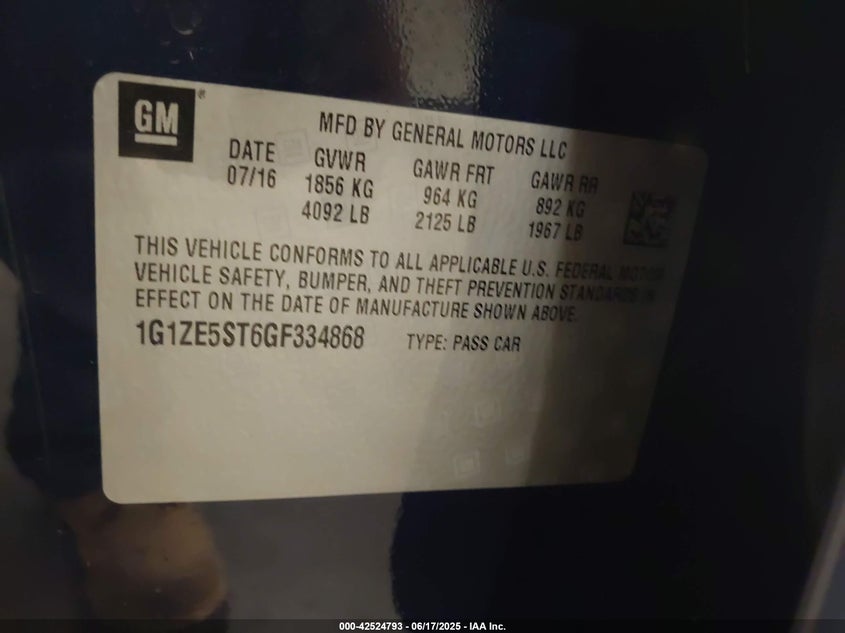 GM®
MFD BY GENERAL MOTORS LLC
DATE GVWR GAWR FRT GAWR RR
07/16 1856 KG 964 KG 892 KG
4092 LB 2125 LB 1967 LB
THIS VEHICLE CONFORMS TO ALL APPLICABLE U.S. FEDERAL MOTOR
VEHICLE SAFETY, BUMPER, AND THEFT PREVENTION STANDARDS IN
EFFECT ON THE DATE OF MANUFACTURE SHOWN ABOVE.
1G1ZE5ST6GF334868 TYPE: PASS CAR
000-42524793 - 06/17/2025 - IAA Inc.